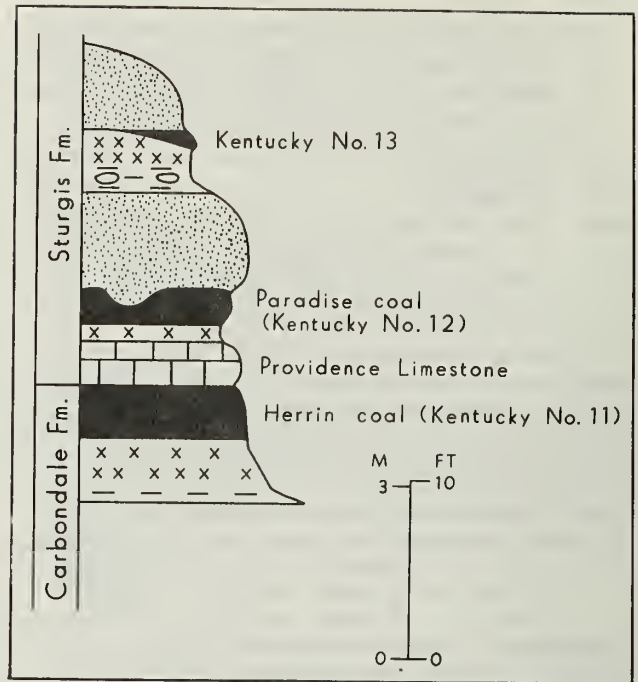 Sturgis Fm.
Carbondale Fm.
Kentucky No. 13
Paradise coal
(Kentucky No. 12)
Providence Limestone
Herrin coal (Kentucky No. 11)
M FT
3 10
0 0